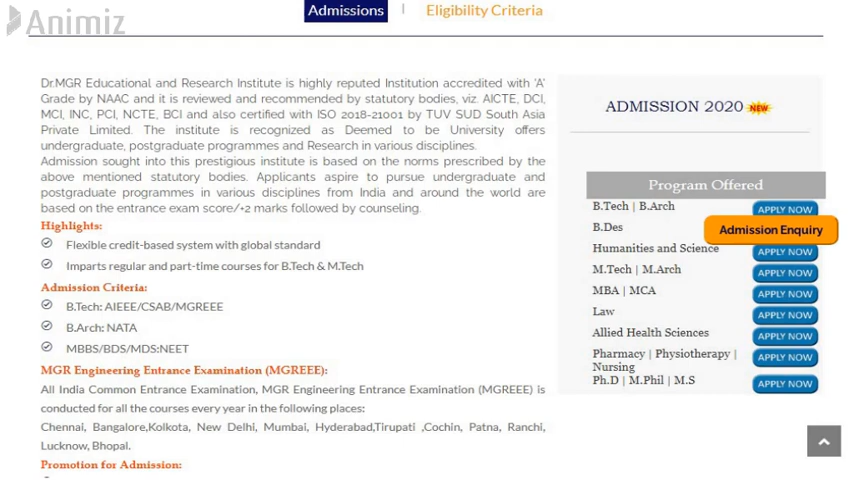 Animiz
Admissions | Eligibility Criteria
Dr.MGR Educational and Research Institute is highly reputed Institution accredited with 'A'
Grade by NAAC and it is reviewed and recommended by statutory bodies, viz. AICTE, DCI,
MCI, INC, PCI, NCTE, BCI and also certified with ISO 2018-21001 by TUV SUD South Asia
Private Limited. The institute is recognized as Deemed to be University offers
undergraduate, postgraduate programmes and Research in various disciplines.
Admission sought into this prestigious institute is based on the norms prescribed by the
above mentioned statutory bodies. Applicants aspire to pursue undergraduate and
postgraduate programmes in various disciplines from India and around the world are
based on the entrance exam score/+2 marks followed by counseling.
Highlights:
Flexible credit-based system with global standard
Imparts regular and part-time courses for B.Tech & M.Tech
Admission Criteria:
B.Tech: AIEEE/CSAB/MGREEE
B.Arch: NATA
MBBS/BDS/MDS:NEET
MGR Engineering Entrance Examination (MGREEE):
All India Common Entrance Examination, MGR Engineering Entrance Examination (MGREEE) is
conducted for all the courses every year in the following places:
Chennai, Bangalore,Kolkota, New Delhi, Mumbai, Hyderabad,Tirupati ,Cochin, Patna, Ranchi,
Lucknow, Bhopal.
Promotion for Admission:
ADMISSION 2020 NEW
Program Offered
B.Tech | B.Arch APPLY NOW
B.Des
Admission Enquiry
Humanities and Science APPLY NOW
M.Tech | M.Arch APPLY NOW
MBA | MCA APPLY NOW
Law APPLY NOW
Allied Health Sciences APPLY NOW
Pharmacy | Physiotherapy | APPLY NOW
Nursing
Ph.D | M.Phil | M.S APPLY NOW